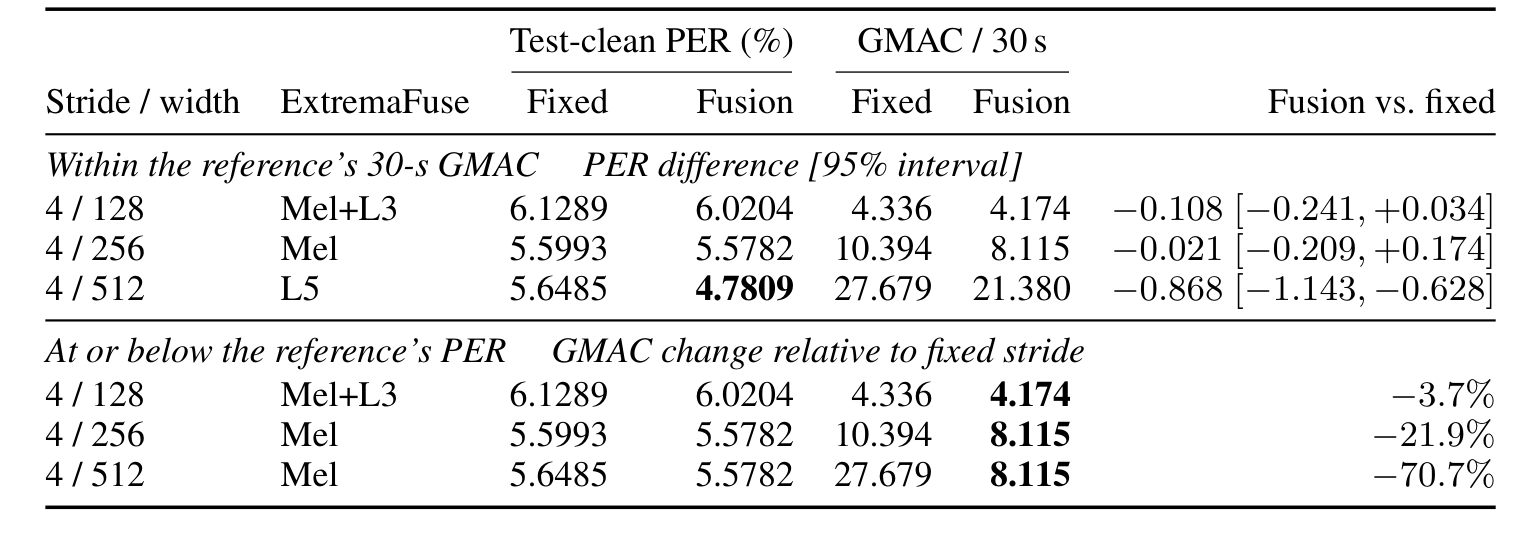 Test-clean PER (%) GMAC / 30 s
Stride / width ExtremaFuse Fixed Fusion Fixed Fusion Fusion vs. fixed
Within the reference's 30-s GMAC PER difference [95% interval]
4 / 128 Mel+L3 6.1289 6.0204 4.336 4.174 −0.108 [−0.241, +0.034]
4 / 256 Mel 5.5993 5.5782 10.394 8.115 −0.021 [−0.209, +0.174]
4 / 512 L5 5.6485 4.7809 27.679 21.380 −0.868 [−1.143, −0.628]
At or below the reference's PER GMAC change relative to fixed stride
4 / 128 Mel+L3 6.1289 6.0204 4.336 4.174 −3.7%
4 / 256 Mel 5.5993 5.5782 10.394 8.115 −21.9%
4 / 512 Mel 5.6485 5.5782 27.679 8.115 −70.7%